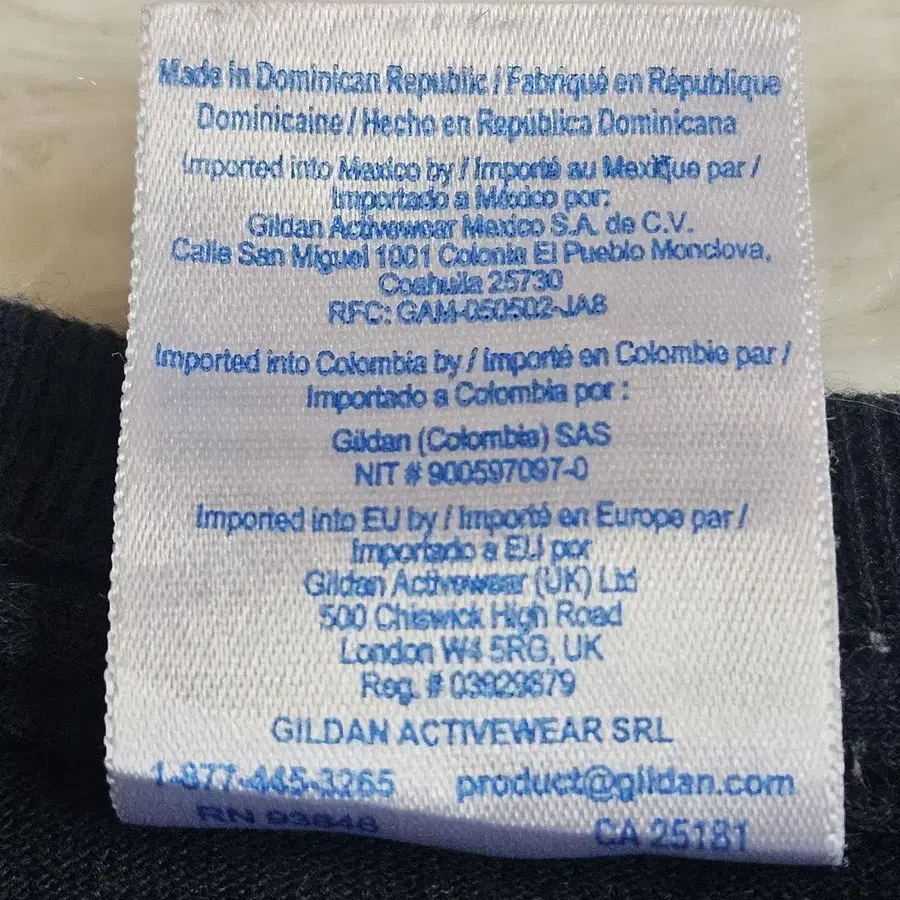 Made in Dominican Republic / Fabriqué en République
Dominicaine / Hecho en República Dominicana
Imported into Mexico by / Importé au Mexique par /
Importado a México por:
Gildan Activewear Mexico S.A. de C.V.
Calle San Miguel 1001 Colonia El Pueblo Monclova,
Coahuila 25730
RFC: GAM-050502-JA8
Imported into Colombia by / Importé en Colombie par /
Importado a Colombia por :
Gildan (Colombia) SAS
NIT # 900597097-0
Imported into EU by / Importé en Europe par /
Importado a EU por
Gildan Activewear (UK) Ltd
500 Chiswick High Road
London W4 5RG, UK
Reg. # 03929879
GILDAN ACTIVEWEAR SRL
1-877-445-3265 product@gildan.com
RN 93846 CA 25181